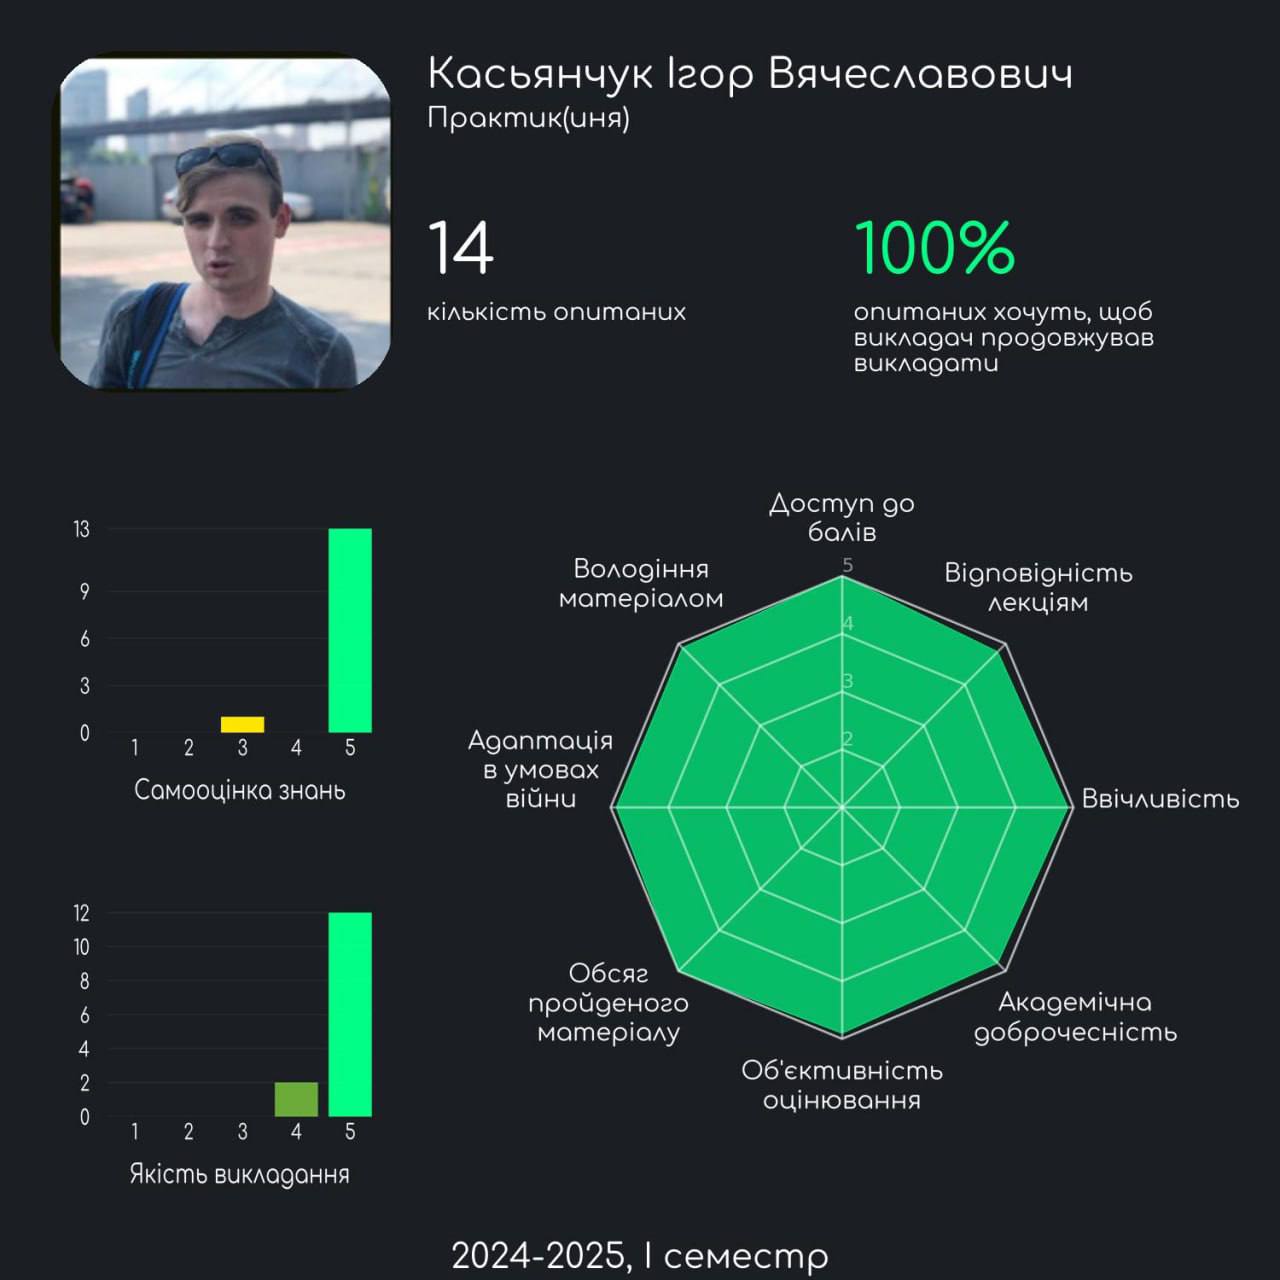 Касьянчук Ігор Вячеславович
Практик(иня)
14
кількість опитаних
100%
опитаних хочуть, щоб
викладач продовжував
викладати
13
9
6
3
0
1 2 3 4 5
Самооцінка знань
12
10
8
6
4
2
0
1 2 3 4 5
Якість викладання
Доступ до
балів
Відповідність
лекціям
Ввічливість
Академічна
доброчесність
Об'єктивність
оцінювання
Обсяг
пройденого
матеріалу
Адаптація
в умовах
війни
Володіння
матеріалом
5
4
3
2
2024-2025, І семестр